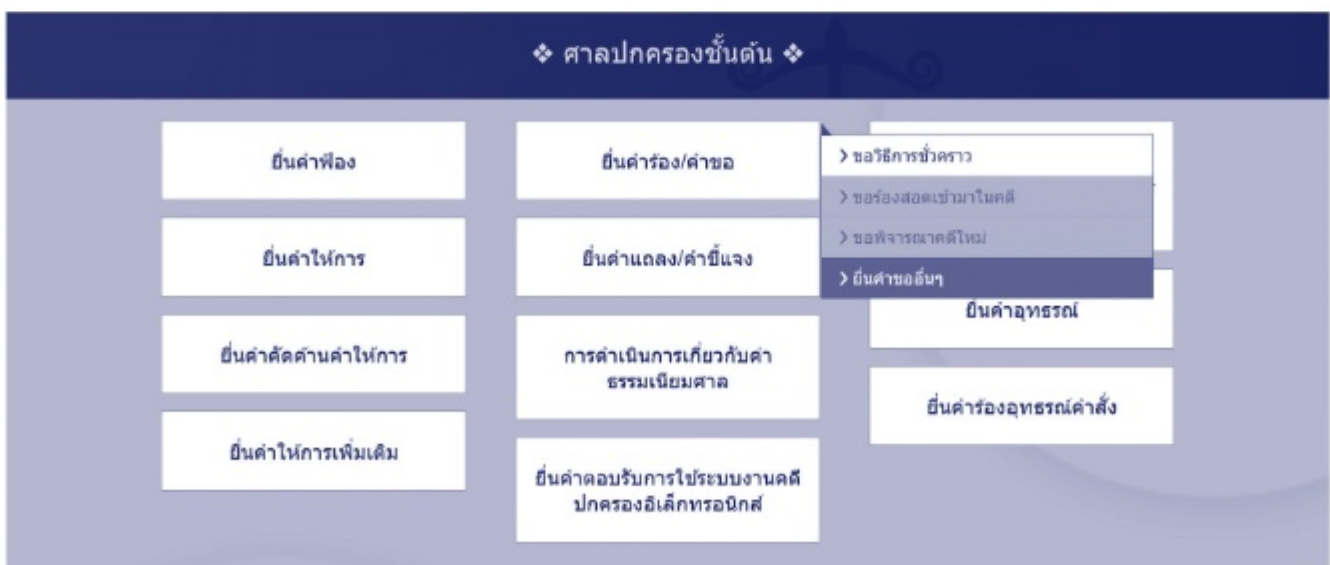 ❖ ศาลปกครองชั้นต้น ❖
ยื่นคำฟ้อง
ยื่นคำให้การ
ยื่นคำคัดค้านคำให้การ
ยื่นคำให้การเพิ่มเติม
ยื่นคำร้อง/คำขอ
ยื่นคำแถลง/คำชี้แจง
การดำเนินการเกี่ยวกับค่า
ธรรมเนียมศาล
ยื่นคำตอบรับการใช้ระบบงานคดี
ปกครองอิเล็กทรอนิกส์
> ขอวิธีการชั่วคราว
> ขอร้องสอดเข้ามาในคดี
> ขอพิจารณาคดีใหม่
> ยื่นคำขออื่นๆ
ยื่นคำอุทธรณ์
ยื่นคำร้องอุทธรณ์คำสั่ง